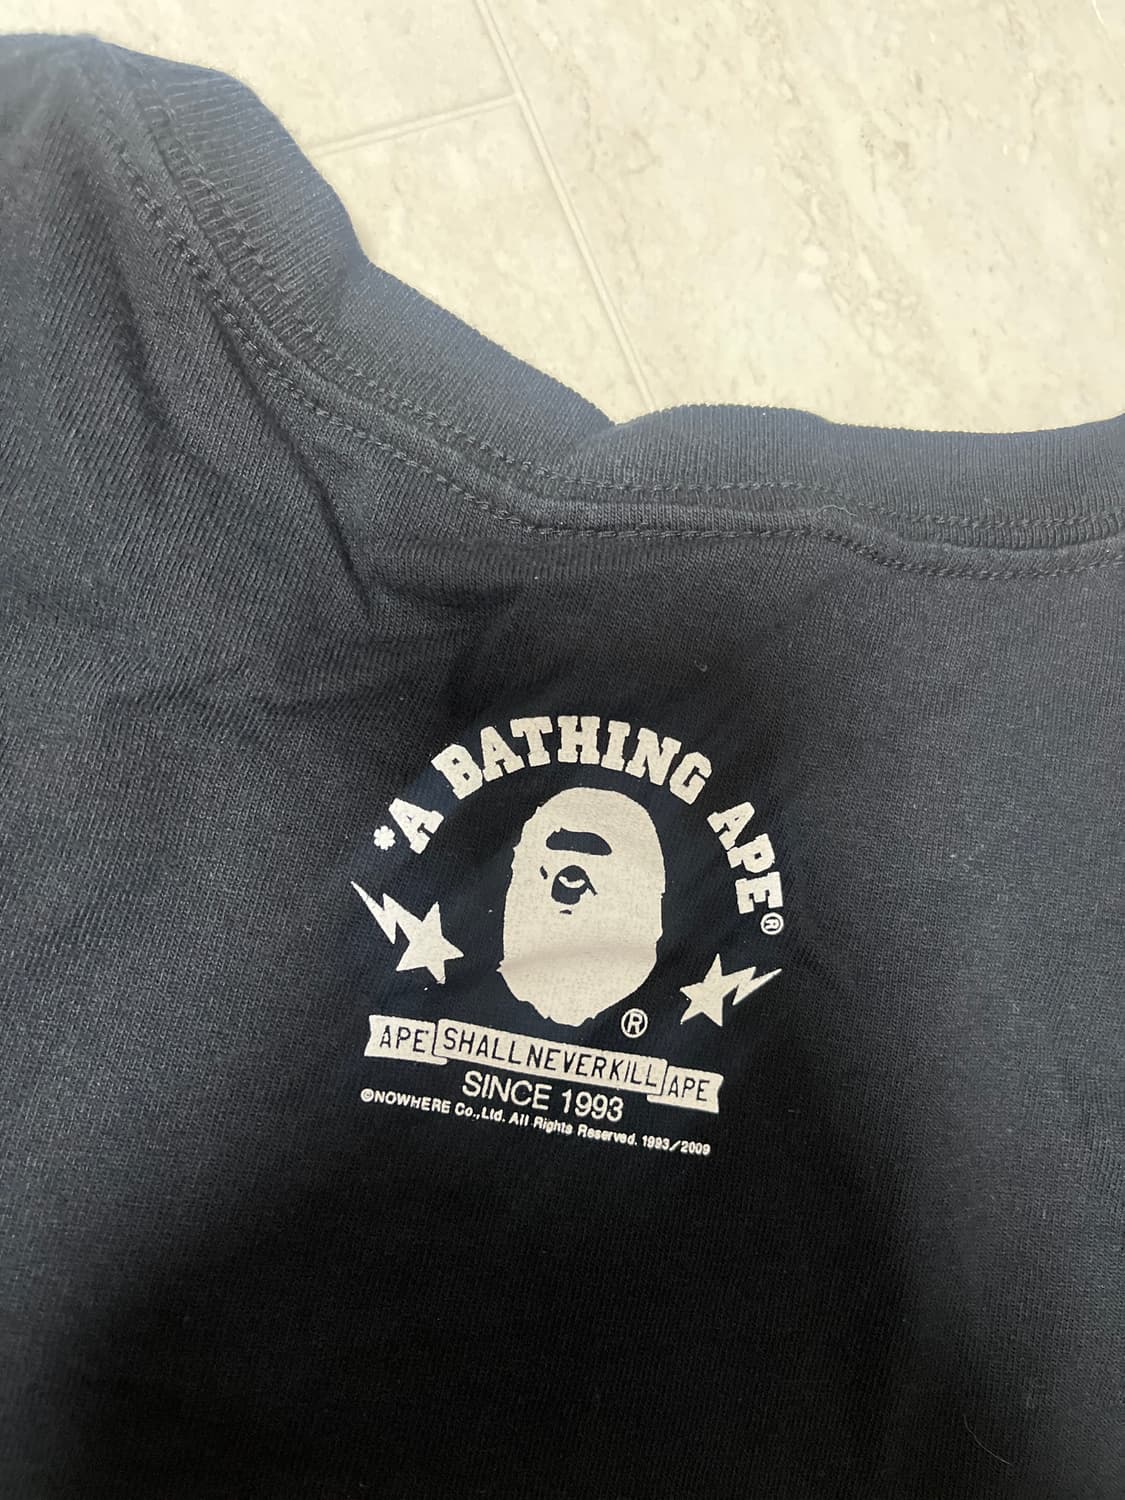 *A BATHING APE®
®
APE SHALL NEVER KILL APE
SINCE 1993
©NOWHERE Co.,Ltd. All Rights Reserved. 1993/2009